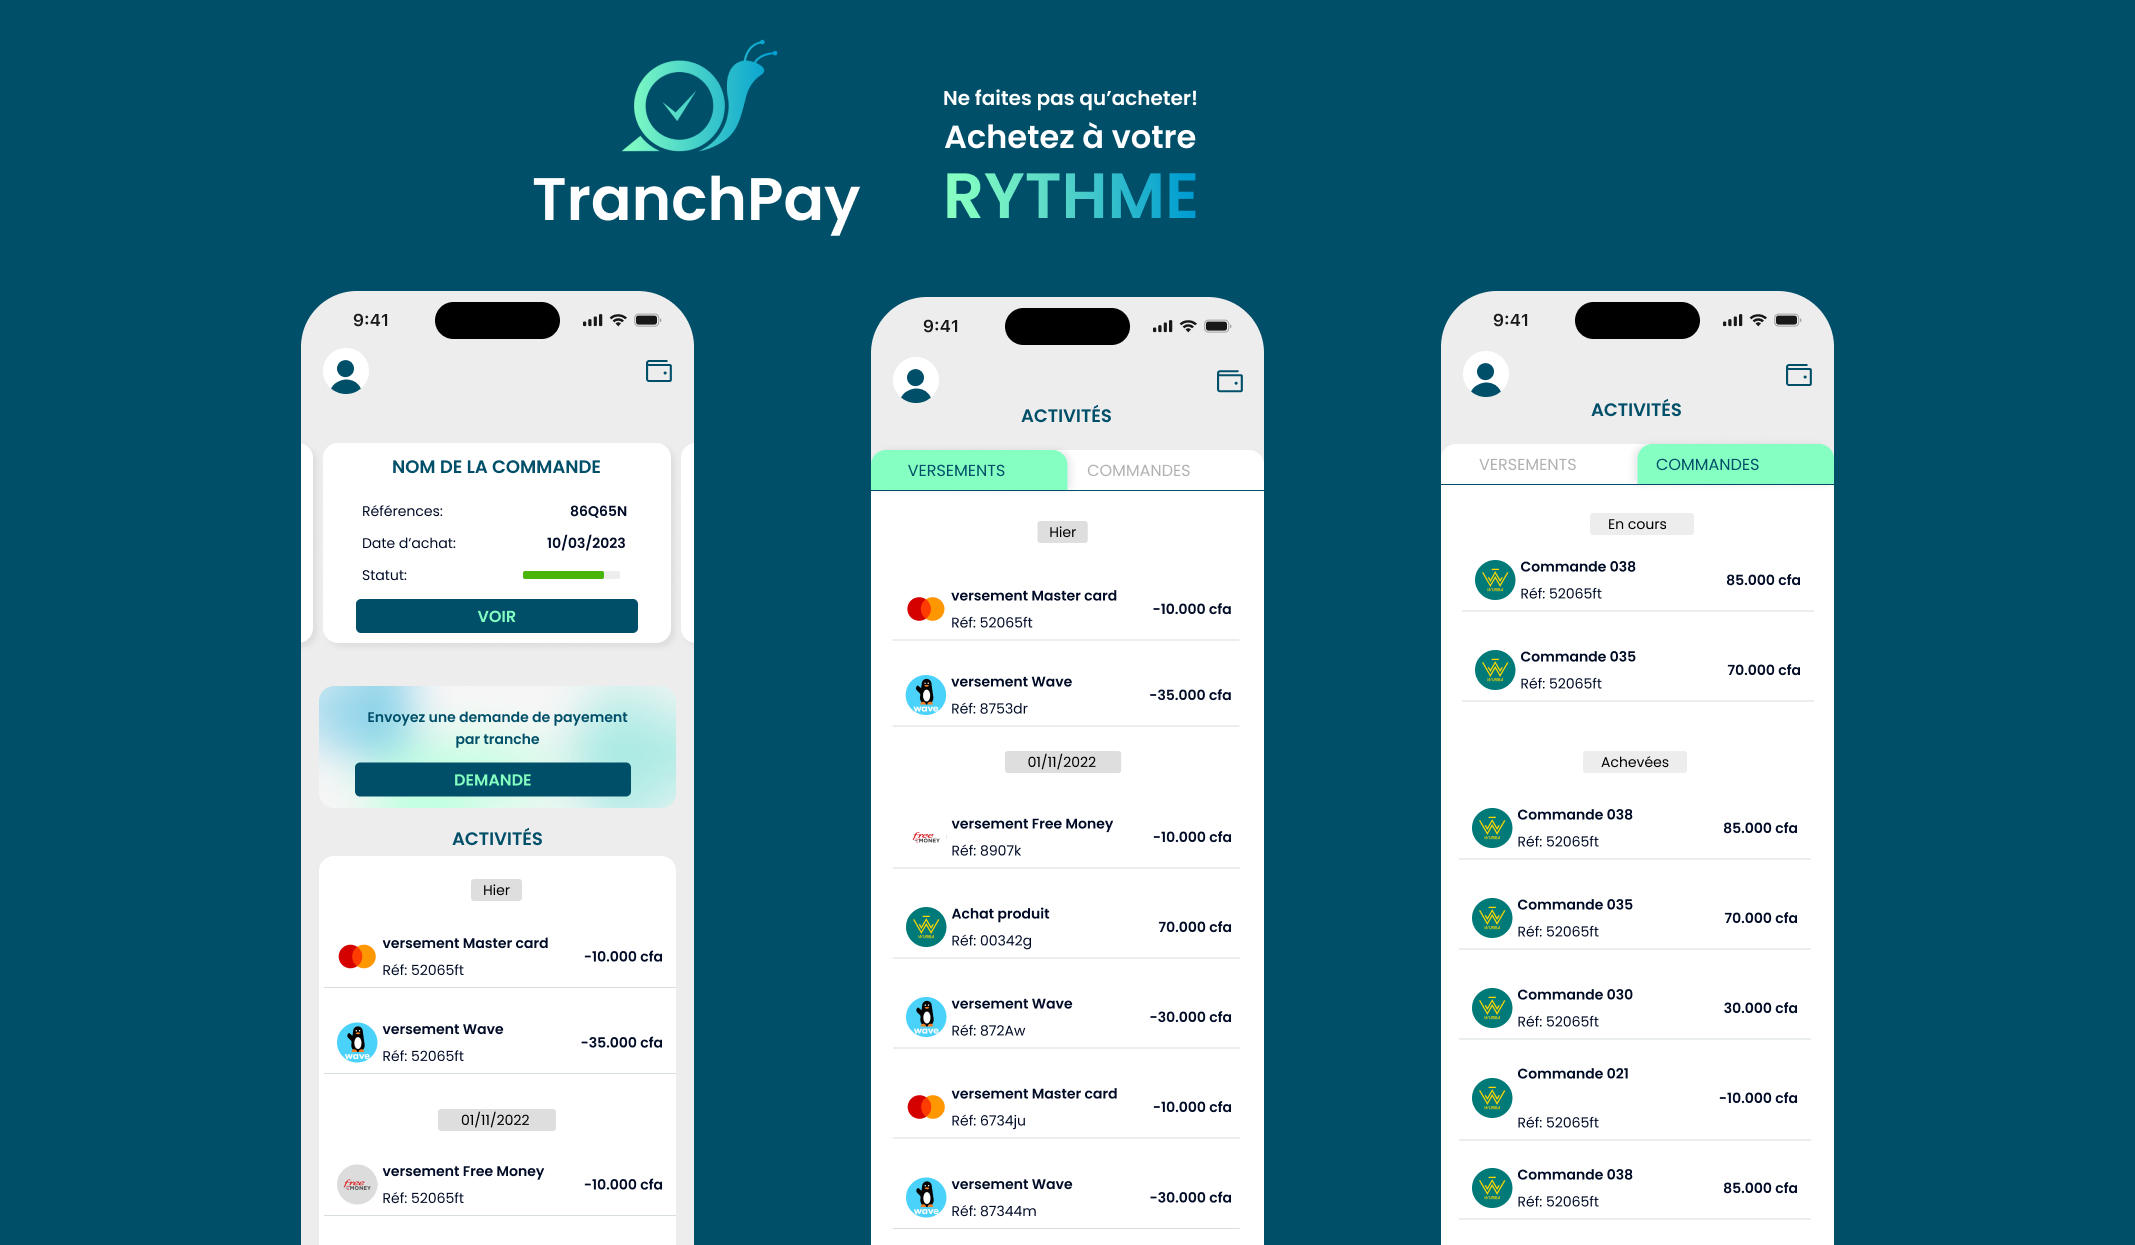 TranchPay
Ne faites pas qu'acheter!
Achetez à votre
RYTHME
9:41
NOM DE LA COMMANDE
Références: 86Q65N
Date d'achat: 10/03/2023
Statut:
VOIR
Envoyez une demande de payement
par tranche
DEMANDE
ACTIVITÉS
Hier
versement Master card
-10.000 cfa
Réf: 52065ft
wave
versement Wave
-35.000 cfa
Réf: 52065ft
01/11/2022
free MONEY
versement Free Money
-10.000 cfa
Réf: 52065ft
9:41
ACTIVITÉS
VERSEMENTS COMMANDES
Hier
versement Master card
-10.000 cfa
Réf: 52065ft
wave
versement Wave
-35.000 cfa
Réf: 8753dr
01/11/2022
free MONEY
versement Free Money
-10.000 cfa
Réf: 8907k
Achat produit
70.000 cfa
Réf: 00342g
wave
versement Wave
-30.000 cfa
Réf: 872Aw
versement Master card
-10.000 cfa
Réf: 6734ju
wave
versement Wave
-30.000 cfa
Réf: 87344m
9:41
ACTIVITÉS
VERSEMENTS COMMANDES
En cours
Commande 038
85.000 cfa
Réf: 52065ft
Commande 035
70.000 cfa
Réf: 52065ft
Achevées
Commande 038
85.000 cfa
Réf: 52065ft
Commande 035
70.000 cfa
Réf: 52065ft
Commande 030
30.000 cfa
Réf: 52065ft
Commande 021
-10.000 cfa
Réf: 52065ft
Commande 038
85.000 cfa
Réf: 52065ft